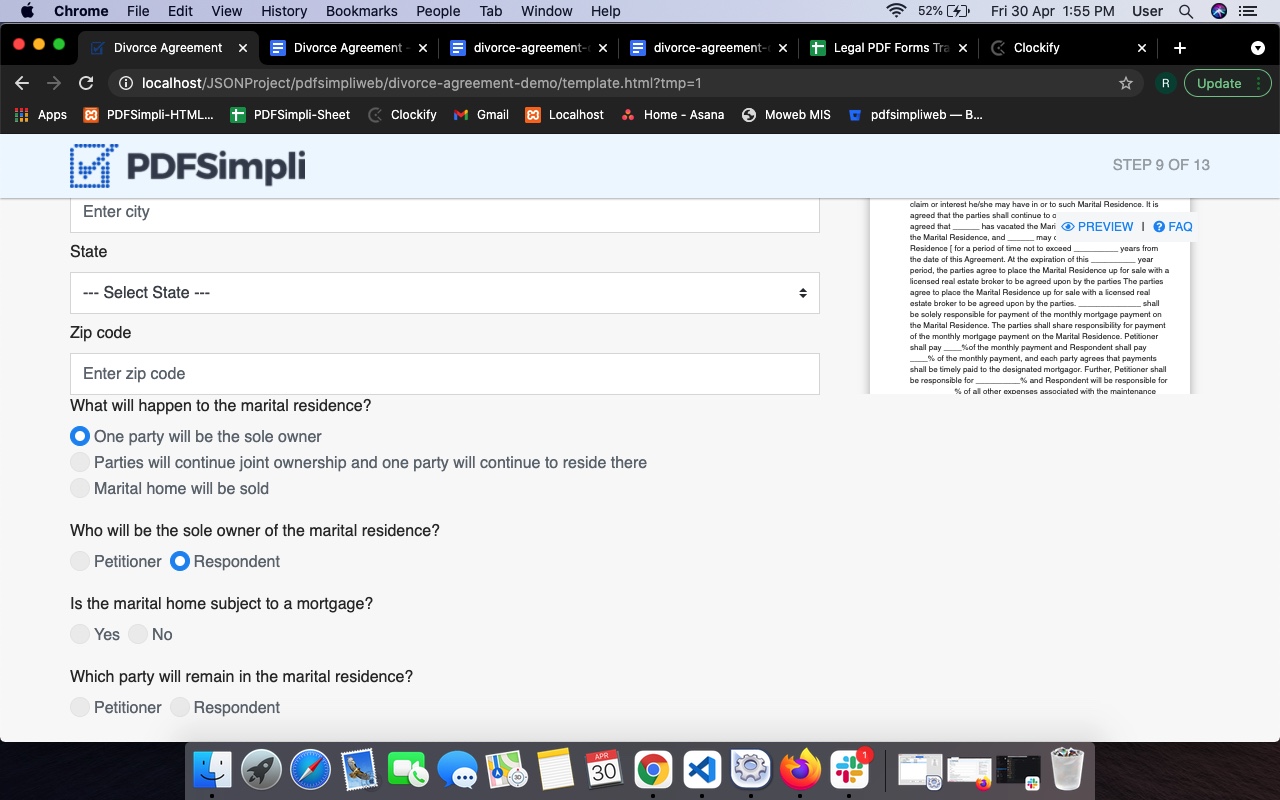 Chrome File Edit View History Bookmarks People Tab Window Help 52% Fri 30 Apr 1:55 PM User
Divorce Agreement Divorce Agreement - divorce-agreement- divorce-agreement- Legal PDF Forms Tra Clockify
localhost/JSONProject/pdfsimpliweb/divorce-agreement-demo/template.html?tmp=1 R Update
Apps PDFSimpli-HTML... PDFSimpli-Sheet Clockify Gmail Localhost Home - Asana Moweb MIS pdfsimpliweb — B...
PDFSimpli STEP 9 OF 13
Enter city
State
--- Select State ---
Zip code
Enter zip code
What will happen to the marital residence?
One party will be the sole owner
Parties will continue joint ownership and one party will continue to reside there
Marital home will be sold
Who will be the sole owner of the marital residence?
Petitioner Respondent
Is the marital home subject to a mortgage?
Yes No
Which party will remain in the marital residence?
Petitioner Respondent
claim or interest he/she may have in or to such Marital Residence. It is
agreed that the parties shall continue to
PREVIEW | FAQ
agreed that ______ has vacated the Mari
the Marital Residence, and ______ may
Residence [ for a period of time not to exceed __________ years from
the date of this Agreement. At the expiration of this __________ year
period, the parties agree to place the Marital Residence up for sale with a
licensed real estate broker to be agreed upon by the parties The parties
agree to place the Marital Residence up for sale with a licensed real
estate broker to be agreed upon by the parties. ______________ shall
be solely responsible for payment of the monthly mortgage payment on
the Marital Residence. The parties shall share responsibility for payment
of the monthly mortgage payment on the Marital Residence. Petitioner
shall pay ____%of the monthly payment and Respondent shall pay
____% of the monthly payment, and each party agrees that payments
shall be timely paid to the designated mortgagor. Further, Petitioner shall
be responsible for __________% and Respondent will be responsible for
% of all other expenses associated with the maintenance
APR
30
1